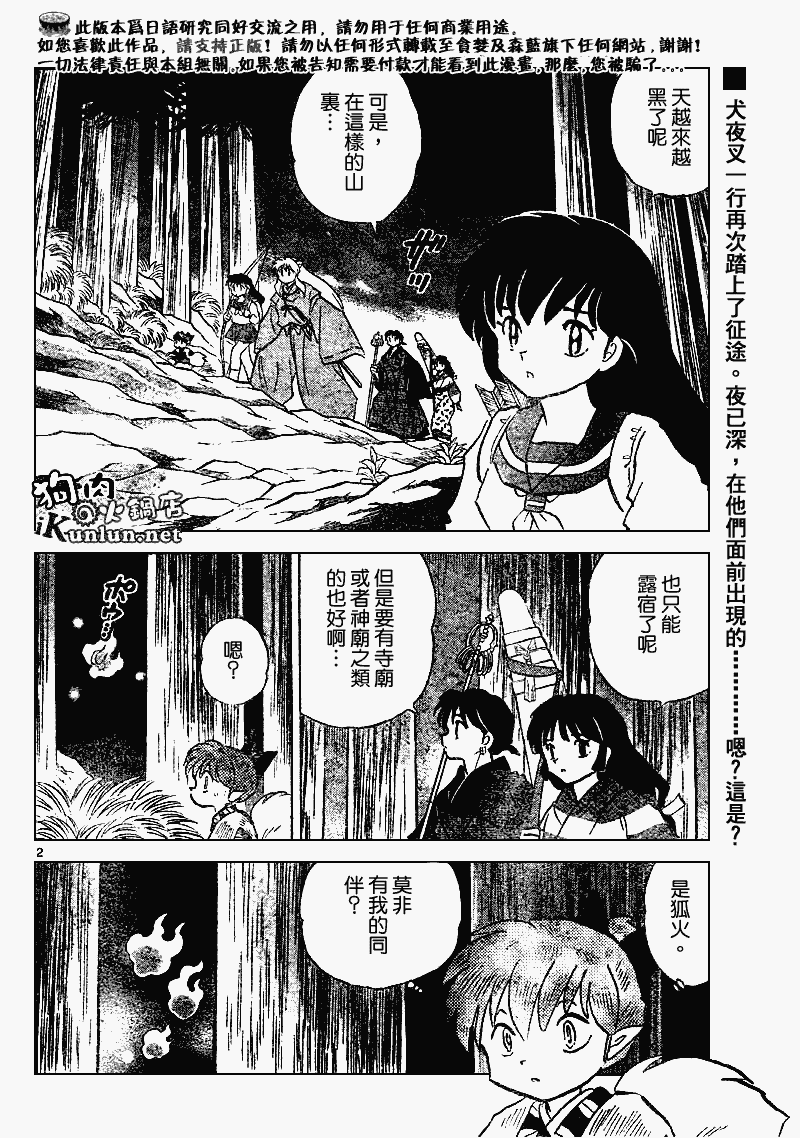 此版本爲日語研究同好交流之用，請勿用于任何商業用途。
如您喜歡此作品，請支持正版！請勿以任何形式轉載至貪婪及森藍旗下任何網站，謝謝！
一切法律責任與本組無關。如果您被告知需要付款才能看到此漫畫，那麽，您被騙了......
■犬夜叉一行再次踏上了征途。夜已深，在他們面前出現的……………嗯？這是？
天越來越
黑了呢
可是，
在這樣的山
裏…
ザッ
狗肉
火鍋店
iKunlun.net
也只能
露宿了呢
但是要有寺廟
或者神廟之類
的也好啊…
嗯？
ポウ…
2
是狐火。
莫非
有我的同
伴？